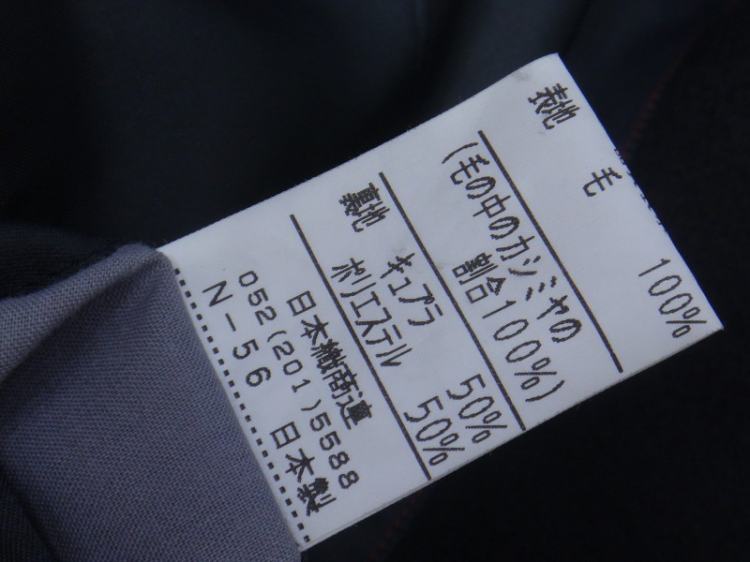 表地　毛　100%
(毛の中のカシミヤの
割合100%)
裏地　キュプラ　50%
ポリエステル　50%
日本繊商連
052(201)5588
N-56　日本製